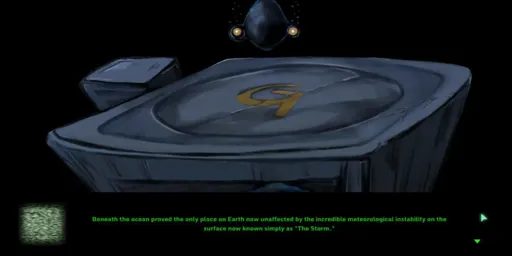 Beneath the ocean proved the only place on Earth now unaffected by the incredible meteorological instability on the
surface now known simply as "The Storm."